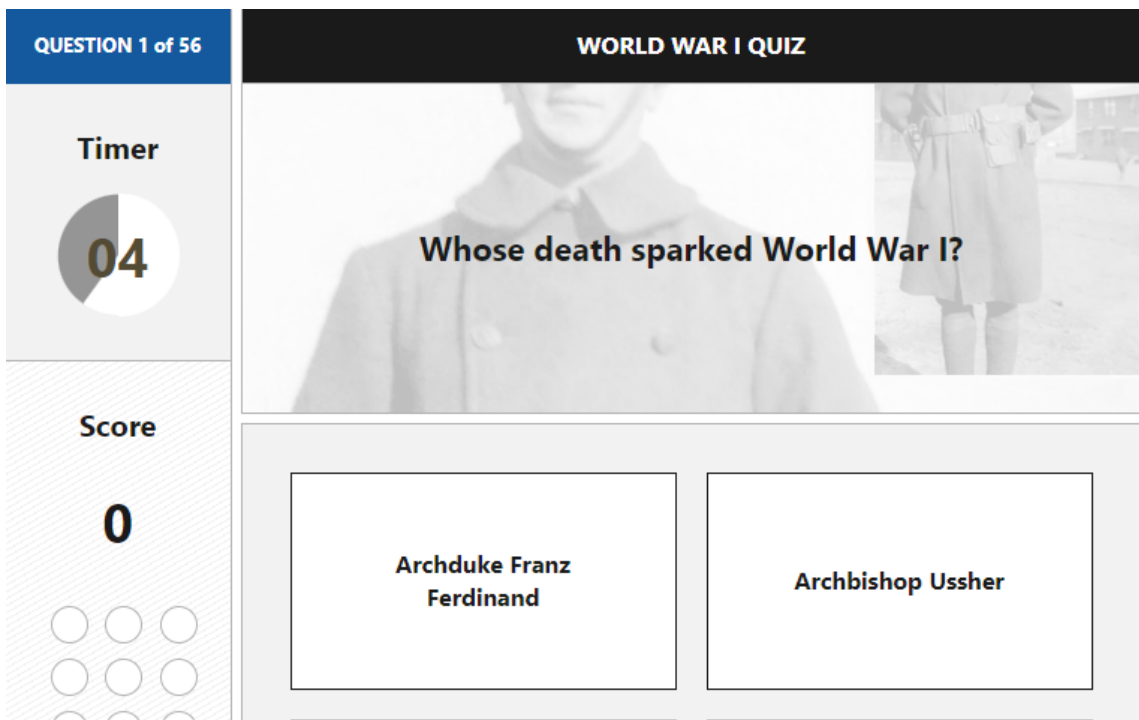 QUESTION 1 of 56
WORLD WAR I QUIZ
Timer
04
Whose death sparked World War I?
Score
0
Archduke Franz
Ferdinand
Archbishop Ussher